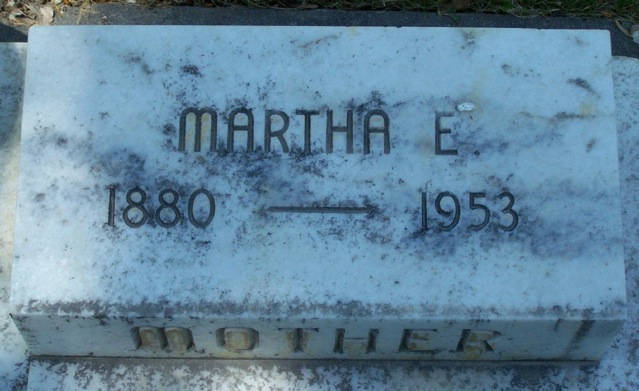 MARTHA E.
1880 — 1953
MOTHER